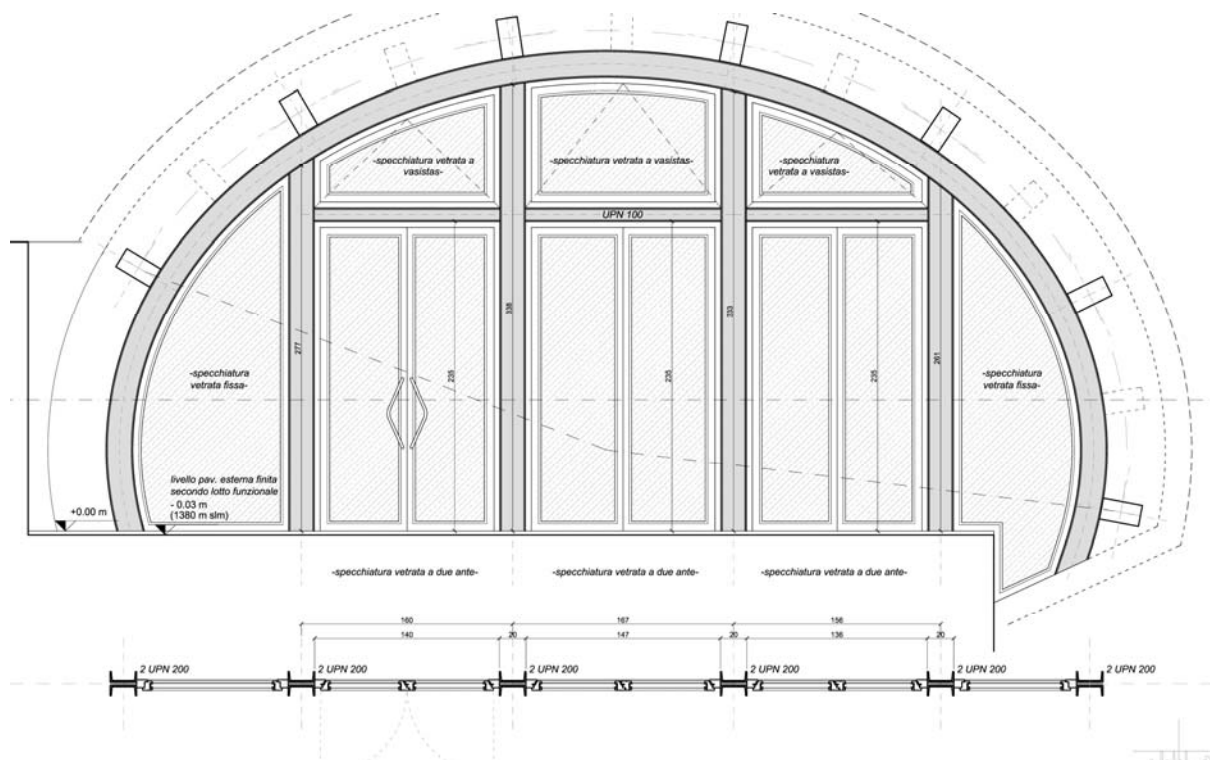 -specchiatura vetrata a
vasistas-
-specchiatura vetrata a vasistas-
-specchiatura
vetrata a vasistas-
UPN 100
277
338
333
261
235
235
235
-specchiatura
vetrata fissa-
-specchiatura
vetrata fissa-
livello pav. esterna finita
secondo lotto funzionale
- 0.03 m
(1380 m slm)
+0.00 m
-specchiatura vetrata a due ante-
-specchiatura vetrata a due ante-
-specchiatura vetrata a due ante-
160
167
156
140
20
147
20
136
20
2 UPN 200
2 UPN 200
2 UPN 200
2 UPN 200
2 UPN 200
2 UPN 200